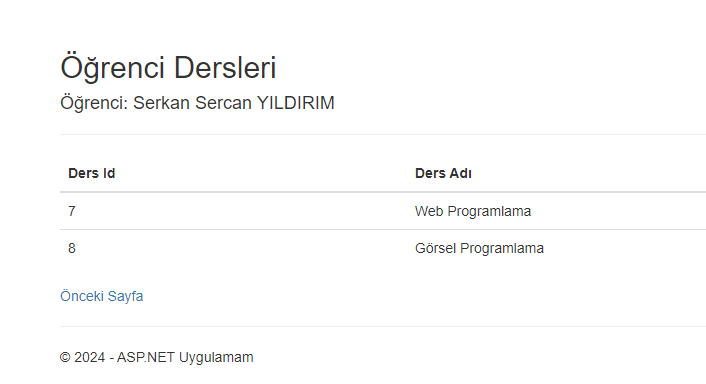 Öğrenci Dersleri
Öğrenci: Serkan Sercan YILDIRIM
Ders Id Ders Adı
7 Web Programlama
8 Görsel Programlama
Önceki Sayfa
© 2024 - ASP.NET Uygulamam